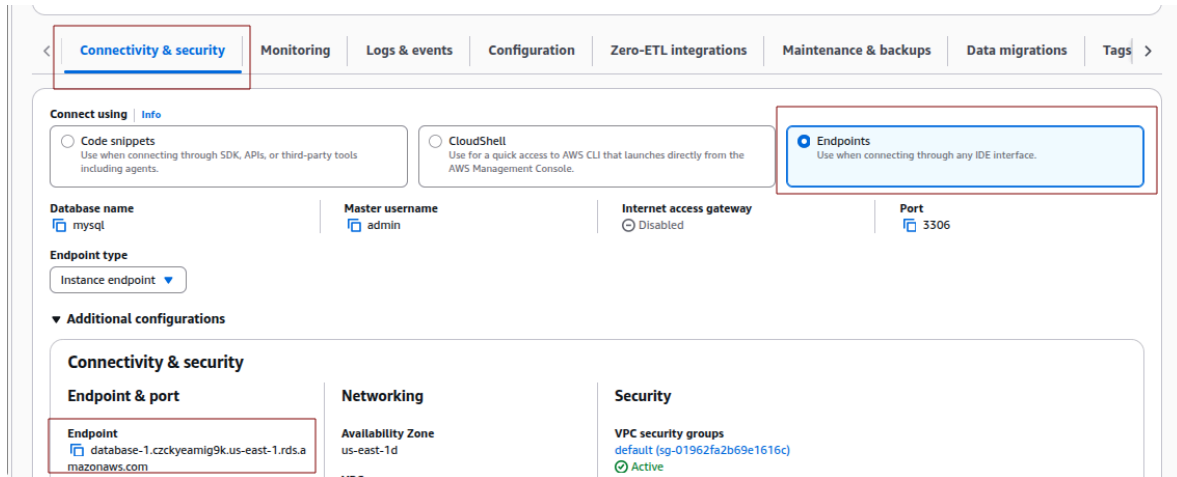 Connectivity & security Monitoring Logs & events Configuration Zero-ETL integrations Maintenance & backups Data migrations Tags
Connect using Info
Code snippets
Use when connecting through SDK, APIs, or third-party tools
including agents.
CloudShell
Use for a quick access to AWS CLI that launches directly from the
AWS Management Console.
Endpoints
Use when connecting through any IDE interface.
Database name
mysql
Master username
admin
Internet access gateway
Disabled
Port
3306
Endpoint type
Instance endpoint
Additional configurations
Connectivity & security
Endpoint & port
Endpoint
database-1.czckyeamig9k.us-east-1.rds.a
mazonaws.com
Networking
Availability Zone
us-east-1d
VPC
Security
VPC security groups
default (sg-01962fa2b69e1616c)
Active